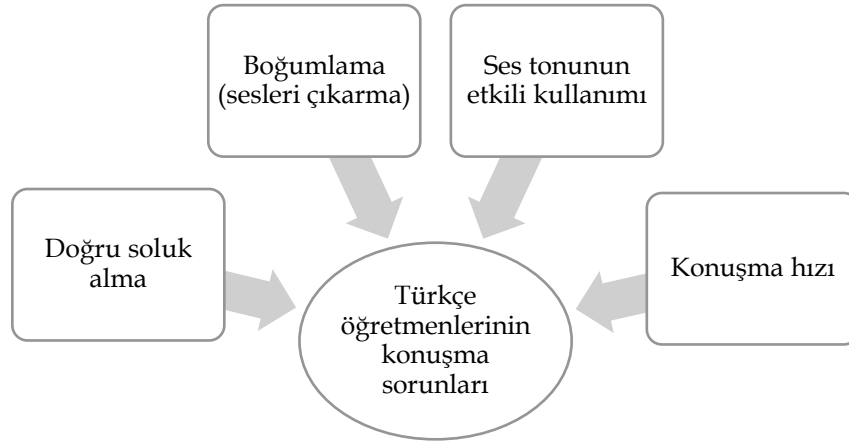 Boğumlama
(sesleri çıkarma)
Ses tonunun
etkili kullanımı
Doğru soluk
alma
Konuşma hızı
Türkçe
öğretmenlerinin
konuşma
sorunları